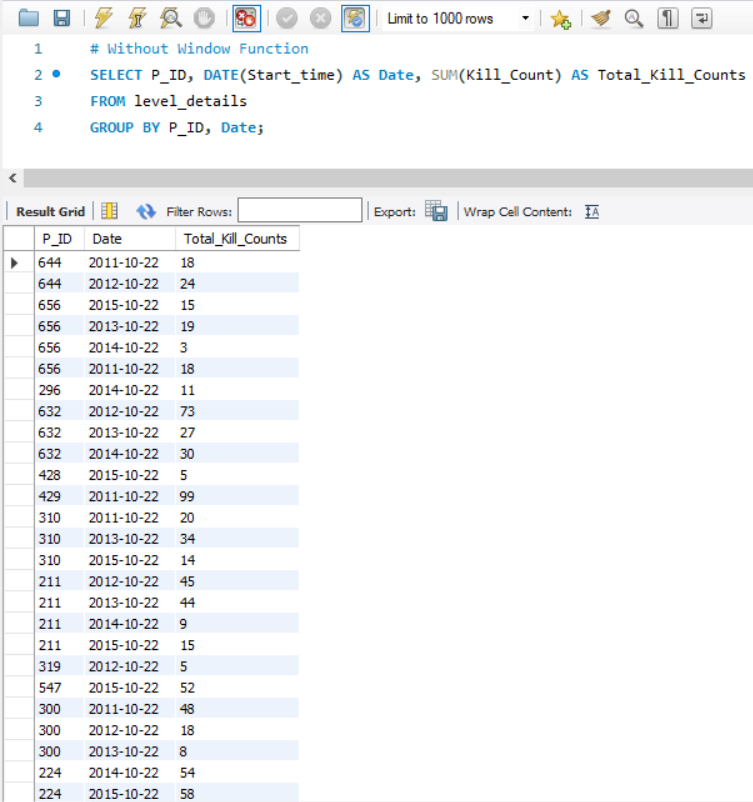 Limit to 1000 rows
1 # Without Window Function
2 SELECT P_ID, DATE(Start_time) AS Date, SUM(Kill_Count) AS Total_Kill_Counts
3 FROM level_details
4 GROUP BY P_ID, Date;
Result Grid Filter Rows: Export: Wrap Cell Content: IA
P_ID Date Total_Kill_Counts
644 2011-10-22 18
644 2012-10-22 24
656 2015-10-22 15
656 2013-10-22 19
656 2014-10-22 3
656 2011-10-22 18
296 2014-10-22 11
632 2012-10-22 73
632 2013-10-22 27
632 2014-10-22 30
428 2015-10-22 5
429 2011-10-22 99
310 2011-10-22 20
310 2013-10-22 34
310 2015-10-22 14
211 2012-10-22 45
211 2013-10-22 44
211 2014-10-22 9
211 2015-10-22 15
319 2012-10-22 5
547 2015-10-22 52
300 2011-10-22 48
300 2012-10-22 18
300 2013-10-22 8
224 2014-10-22 54
224 2015-10-22 58